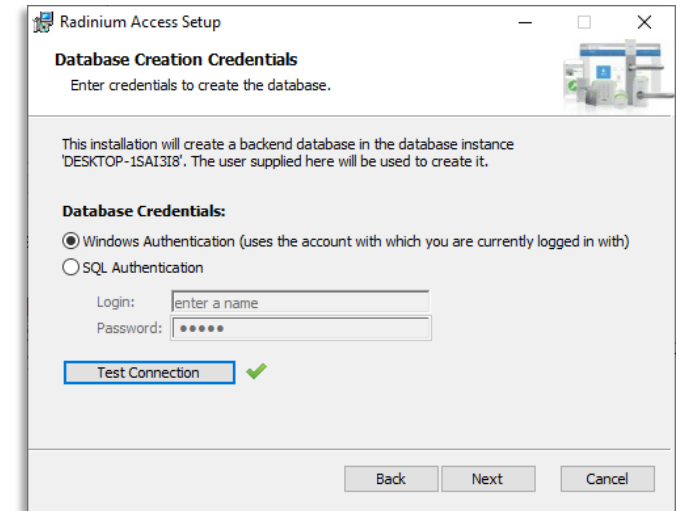 Radinium Access Setup
Database Creation Credentials
Enter credentials to create the database.
This installation will create a backend database in the database instance
'DESKTOP-1SAI3I8'. The user supplied here will be used to create it.
Database Credentials:
Windows Authentication (uses the account with which you are currently logged in with)
SQL Authentication
Login: enter a name
Password: ●●●●●
Test Connection
Back Next Cancel